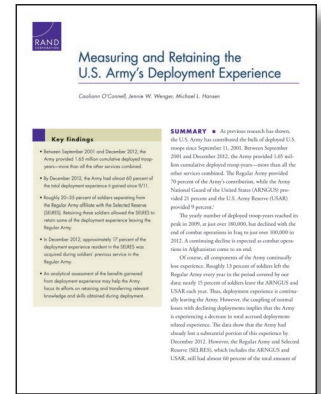 RAND
CORPORATION
Measuring and Retaining the
U.S. Army's Deployment Experience
Caolionn O'Connell, Jennie W. Wenger, Michael L. Hansen
Key findings
• Between September 2001 and December 2012, the
Army provided 1.65 million cumulative deployed troop-
years—more than all the other services combined.
• By December 2012, the Army had almost 60 percent of
the total deployment experience it gained since 9/11.
• Roughly 20–35 percent of soldiers separating from
the Regular Army affiliate with the Selected Reserve
(SELRES). Retaining these soldiers allowed the SELRES to
retain some of the deployment experience leaving the
Regular Army.
• In December 2012, approximately 17 percent of the
deployment experience resident in the SELRES was
acquired during soldiers' previous service in the
Regular Army.
• An analytical assessment of the benefits garnered
from deployment experience may help the Army
focus its efforts on retaining and transferring relevant
knowledge and skills obtained during deployment.
SUMMARY ■ As previous research has shown,
the U.S. Army has contributed the bulk of deployed U.S.
troops since September 11, 2001. Between September
2001 and December 2012, the Army provided 1.65 mil-
lion cumulative deployed troop-years—more than all the
other services combined. The Regular Army provided
70 percent of the Army's contribution, while the Army
National Guard of the United States (ARNGUS) pro-
vided 21 percent and the U.S. Army Reserve (USAR)
provided 9 percent.
The yearly number of deployed troop-years reached its
peak in 2009, at just over 180,000, but declined with the
end of combat operations in Iraq to just over 100,000 in
2012. A continuing decline is expected as combat opera-
tions in Afghanistan come to an end.
Of course, all components of the Army continually
lose experience. Roughly 13 percent of soldiers left the
Regular Army every year in the period covered by our
data; nearly 15 percent of soldiers leave the ARNGUS and
USAR each year. Thus, deployment experience is continu-
ally leaving the Army. However, the coupling of normal
losses with declining deployments implies that the Army
is experiencing a decrease in total accrued deployment-
related experience. The data show that the Army had
already lost a substantial portion of this experience by
December 2012. However, the Regular Army and Selected
Reserve (SELRES), which includes the ARNGUS and
USAR, still had almost 60 percent of the total amount of